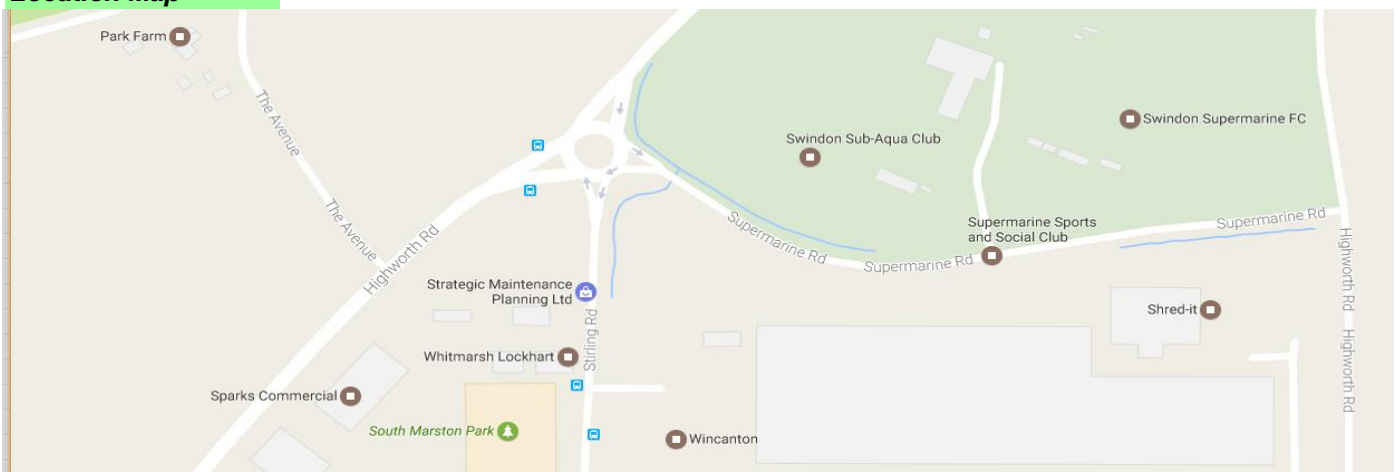 Location Map
Park Farm
The Avenue
The Avenue
Highworth Rd
Swindon Sub-Aqua Club
Swindon Supermarine FC
Supermarine Sports
and Social Club
Supermarine Rd
Supermarine Rd
Supermarine Rd
Highworth Rd
Highworth Rd
Strategic Maintenance
Planning Ltd
Stirling Rd
Shred-it
Whitmarsh Lockhart
Sparks Commercial
South Marston Park
Wincanton